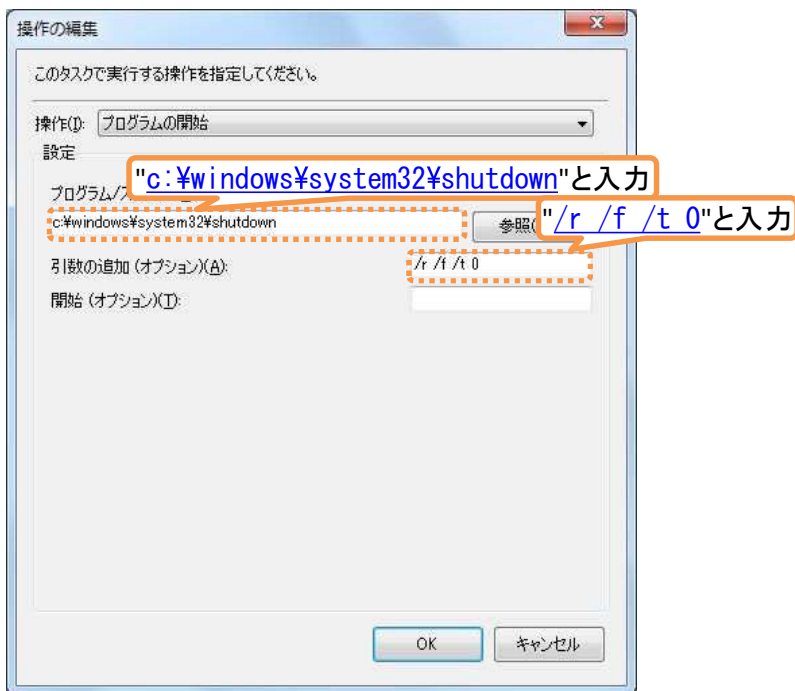 操作の編集
このタスクで実行する操作を指定してください。
操作(I): プログラムの開始
設定
"c:¥windows¥system32¥shutdown"と入力
プログラム/ス
c:¥windows¥system32¥shutdown
参照(
"/r /f /t 0"と入力
引数の追加 (オプション)(A): /r /f /t 0
開始 (オプション)(T):
OK キャンセル